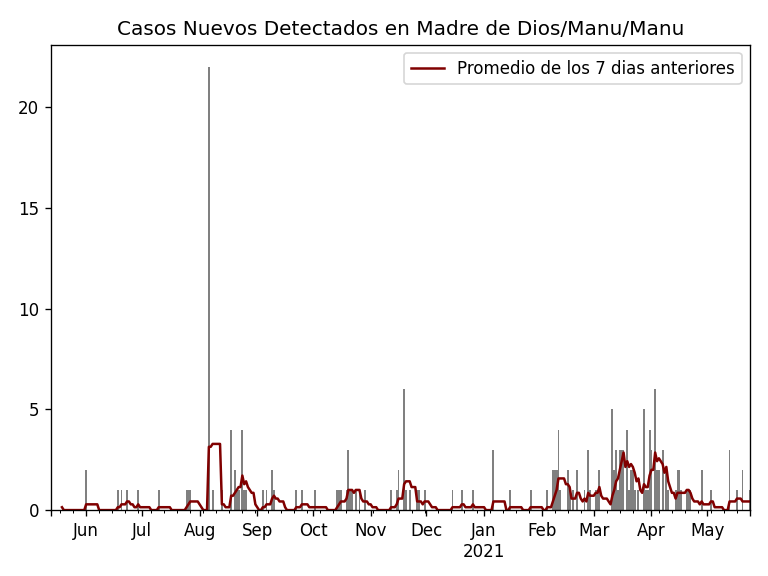 Casos Nuevos Detectados en Madre de Dios/Manu/Manu
Promedio de los 7 dias anteriores
20
15
10
5
0
Jun Jul Aug Sep Oct Nov Dec Jan Feb Mar Apr May
2021